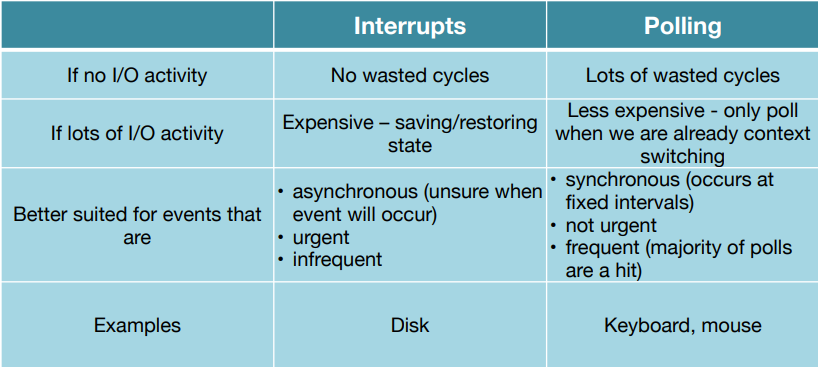 Interrupts
Polling
If no I/O activity
No wasted cycles
Lots of wasted cycles
If lots of I/O activity
Expensive – saving/restoring
state
Less expensive - only poll
when we are already context
switching
Better suited for events that
are
• asynchronous (unsure when
event will occur)
• urgent
• infrequent
• synchronous (occurs at
fixed intervals)
• not urgent
• frequent (majority of polls
are a hit)
Examples
Disk
Keyboard, mouse